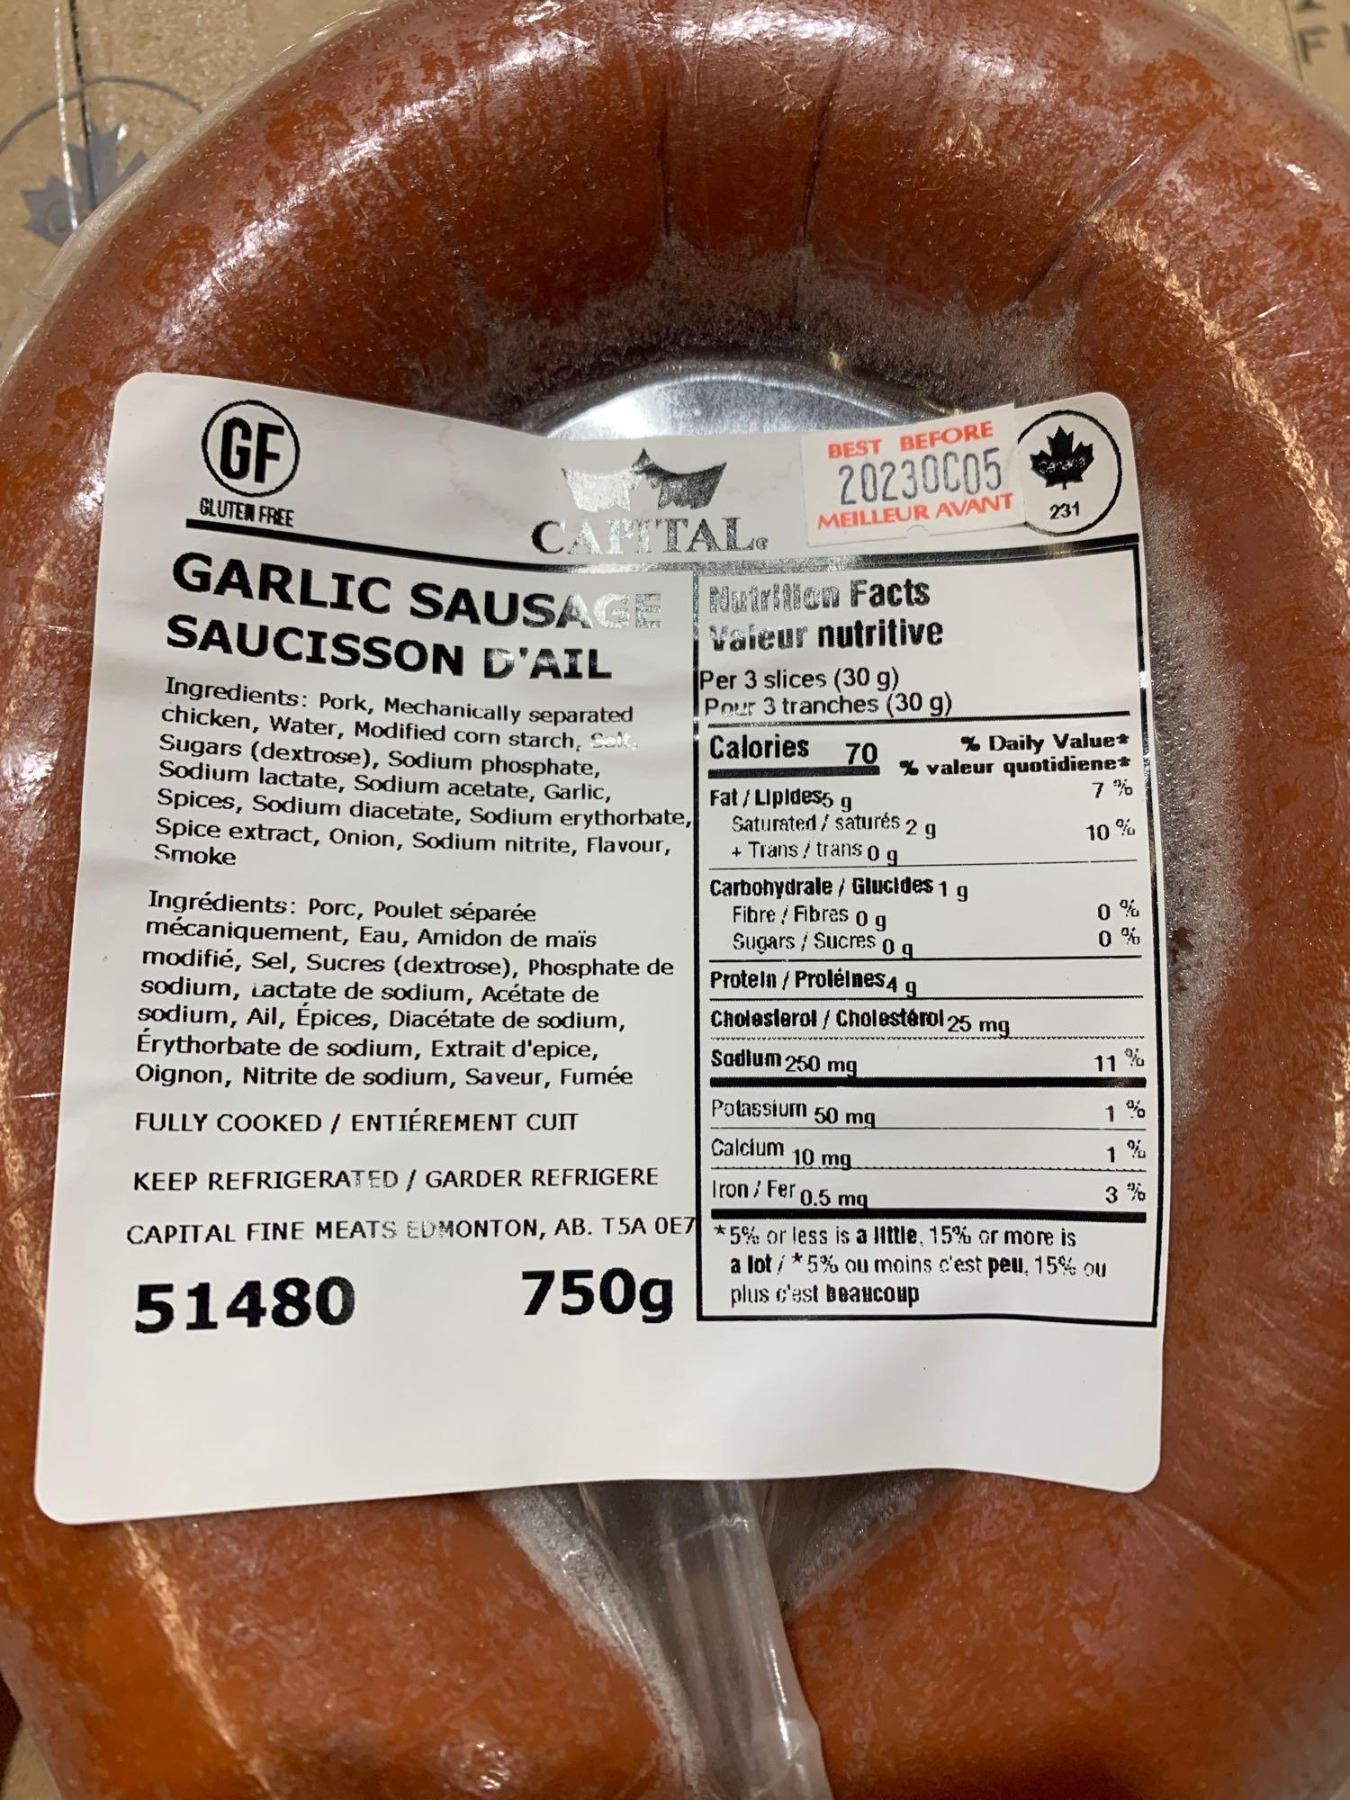 GF
GLUTEN FREE
CAPITAL®
BEST BEFORE
2023OC05
MEILLEUR AVANT
Canada
231
GARLIC SAUSAGE
SAUCISSON D'AIL
Ingredients: Pork, Mechanically separated
chicken, Water, Modified corn starch, Salt,
Sugars (dextrose), Sodium phosphate,
Sodium lactate, Sodium acetate, Garlic,
Spices, Sodium diacetate, Sodium erythorbate,
Spice extract, Onion, Sodium nitrite, Flavour,
Smoke
Ingrédients: Porc, Poulet séparée
mécaniquement, Eau, Amidon de maïs
modifié, Sel, Sucres (dextrose), Phosphate de
sodium, Lactate de sodium, Acétate de
sodium, Ail, Épices, Diacétate de sodium,
Érythorbate de sodium, Extrait d'epice,
Oignon, Nitrite de sodium, Saveur, Fumée
FULLY COOKED / ENTIÉREMENT CUIT
KEEP REFRIGERATED / GARDER REFRIGERE
CAPITAL FINE MEATS EDMONTON, AB. T5A 0E7
51480 750g
Nutrition Facts
Valeur nutritive
Per 3 slices (30 g)
Pour 3 tranches (30 g)
Calories 70 % Daily Value*
% valeur quotidiene*
Fat / Lipides 5 g 7 %
Saturated / saturés 2 g 10 %
+ Trans / trans 0 g
Carbohydrale / Glucides 1 g
Fibre / Fibres 0 g 0 %
Sugars / Sucres 0 g 0 %
Protein / Protéines 4 g
Cholesterol / Cholestérol 25 mg
Sodium 250 mg 11 %
Potassium 50 mg 1 %
Calcium 10 mg 1 %
Iron / Fer 0.5 mg 3 %
*5% or less is a little, 15% or more is
a lot / *5% ou moins c'est peu, 15% ou
plus c'est beaucoup